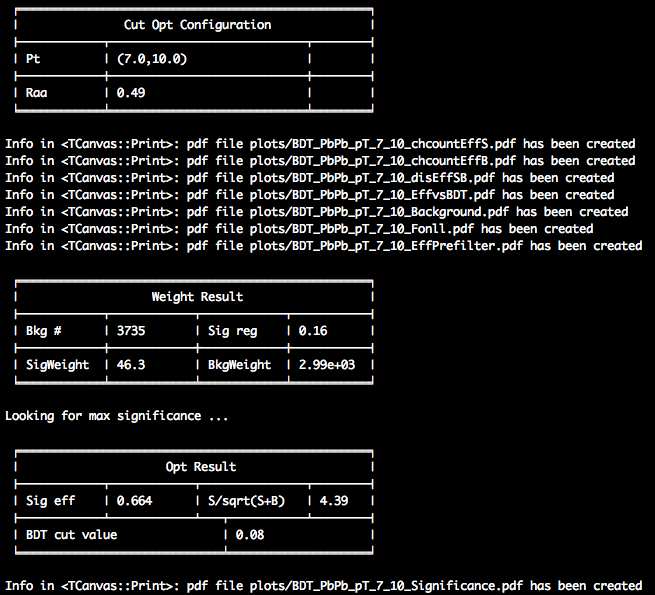 Cut Opt Configuration
Pt (7.0,10.0)
Raa 0.49
Info in <TCanvas::Print>: pdf file plots/BDT_PbPb_pT_7_10_chcountEffS.pdf has been created
Info in <TCanvas::Print>: pdf file plots/BDT_PbPb_pT_7_10_chcountEffB.pdf has been created
Info in <TCanvas::Print>: pdf file plots/BDT_PbPb_pT_7_10_disEffSB.pdf has been created
Info in <TCanvas::Print>: pdf file plots/BDT_PbPb_pT_7_10_EffvsBDT.pdf has been created
Info in <TCanvas::Print>: pdf file plots/BDT_PbPb_pT_7_10_Background.pdf has been created
Info in <TCanvas::Print>: pdf file plots/BDT_PbPb_pT_7_10_Fonll.pdf has been created
Info in <TCanvas::Print>: pdf file plots/BDT_PbPb_pT_7_10_EffPrefilter.pdf has been created
Weight Result
Bkg # 3735 Sig reg 0.16
SigWeight 46.3 BkgWeight 2.99e+03
Looking for max significance ...
Opt Result
Sig eff 0.664 S/sqrt(S+B) 4.39
BDT cut value 0.08
Info in <TCanvas::Print>: pdf file plots/BDT_PbPb_pT_7_10_Significance.pdf has been created